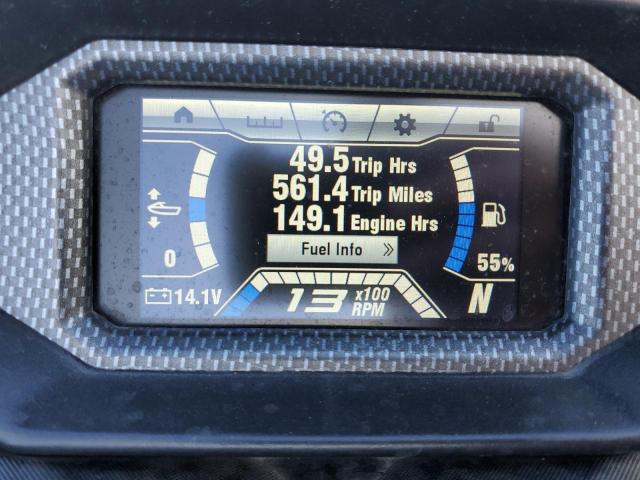 49.5 Trip Hrs
561.4 Trip Miles
149.1 Engine Hrs
Fuel Info »
0
55%
14.1V
13 x100 RPM
N